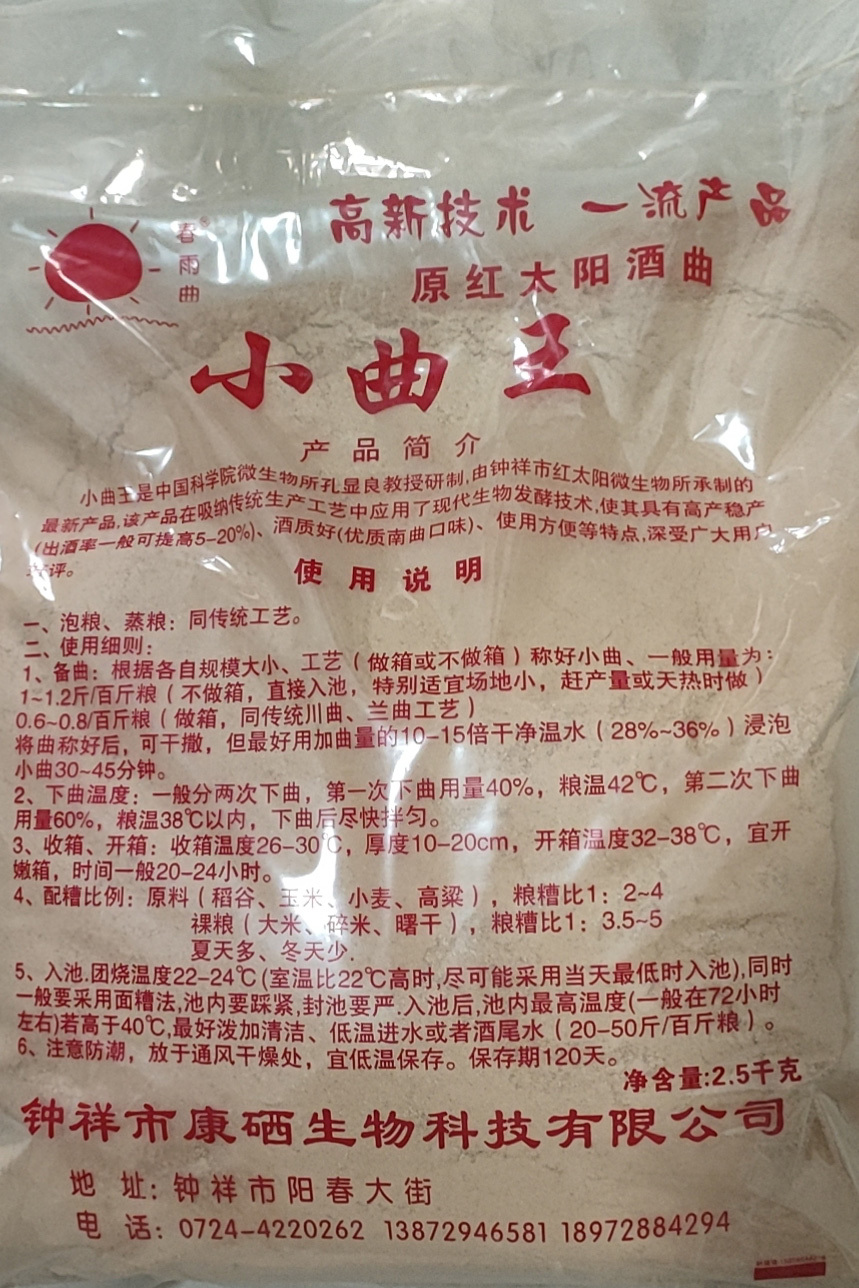 高新技术 一流产品
春雨曲®
原红太阳酒曲
小曲王
产品简介
小曲王是中国科学院微生物所孔显良教授研制,由钟祥市红太阳微生物所承制的
最新产品,该产品在吸纳传统生产工艺中应用了现代生物发酵技术,使其具有高产稳产
(出酒率一般可提高5-20%)、酒质好(优质南曲口味)、使用方便等特点,深受广大用户
评。
使用说明
一、泡粮、蒸粮：同传统工艺。
二、使用细则：
1、备曲：根据各自规模大小、工艺（做箱或不做箱）称好小曲、一般用量为：
1~1.2斤/百斤粮（不做箱，直接入池，特别适宜场地小，赶产量或天热时做）
0.6~0.8/百斤粮（做箱，同传统川曲、兰曲工艺）
将曲称好后，可干撒，但最好用加曲量的10-15倍干净温水（28%~36%）浸泡
小曲30~45分钟。
2、下曲温度：一般分两次下曲，第一次下曲用量40%，粮温42℃，第二次下曲
用量60%，粮温38℃以内，下曲后尽快拌匀。
3、收箱、开箱：收箱温度26-30℃，厚度10-20cm，开箱温度32-38℃，宜开
嫩箱，时间一般20-24小时。
4、配糟比例：原料（稻谷、玉米、小麦、高粱），粮糟比1：2~4
裸粮（大米、碎米、曙干），粮糟比1：3.5~5
夏天多、冬天少.
5、入池.团烧温度22-24℃(室温比22℃高时,尽可能采用当天最低时入池),同时
一般要采用面糟法,池内要踩紧,封池要严.入池后,池内最高温度(一般在72小时
左右)若高于40℃,最好泼加清洁、低温进水或者酒尾水（20-50斤/百斤粮）。
6、注意防潮，放于通风干燥处，宜低温保存。保存期120天。
净含量:2.5千克
钟祥市康硒生物科技有限公司
地 址: 钟祥市阳春大街
电 话: 0724-4220262 13872946581 18972884294